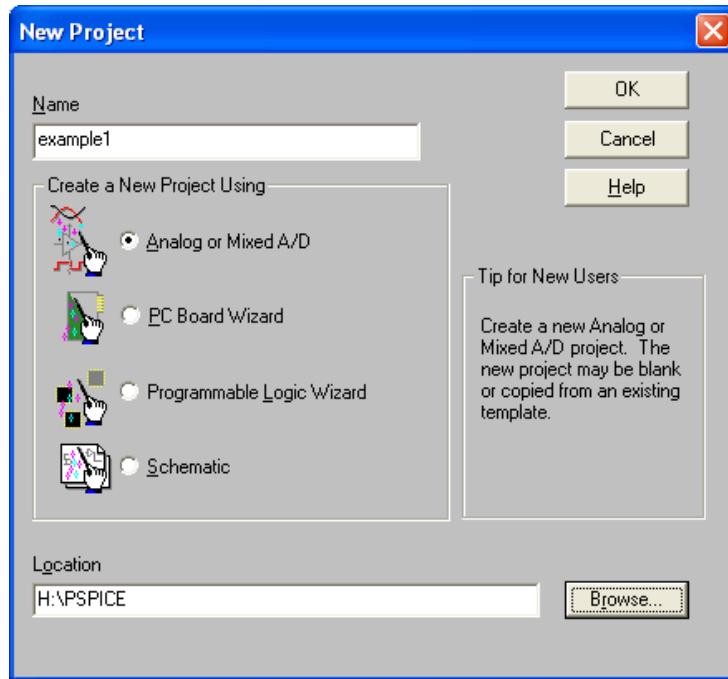 New Project
Name
example1
OK
Cancel
Help
Create a New Project Using
Analog or Mixed A/D
PC Board Wizard
Programmable Logic Wizard
Schematic
Tip for New Users
Create a new Analog or
Mixed A/D project. The
new project may be blank
or copied from an existing
template.
Location
H:\PSPICE
Browse...